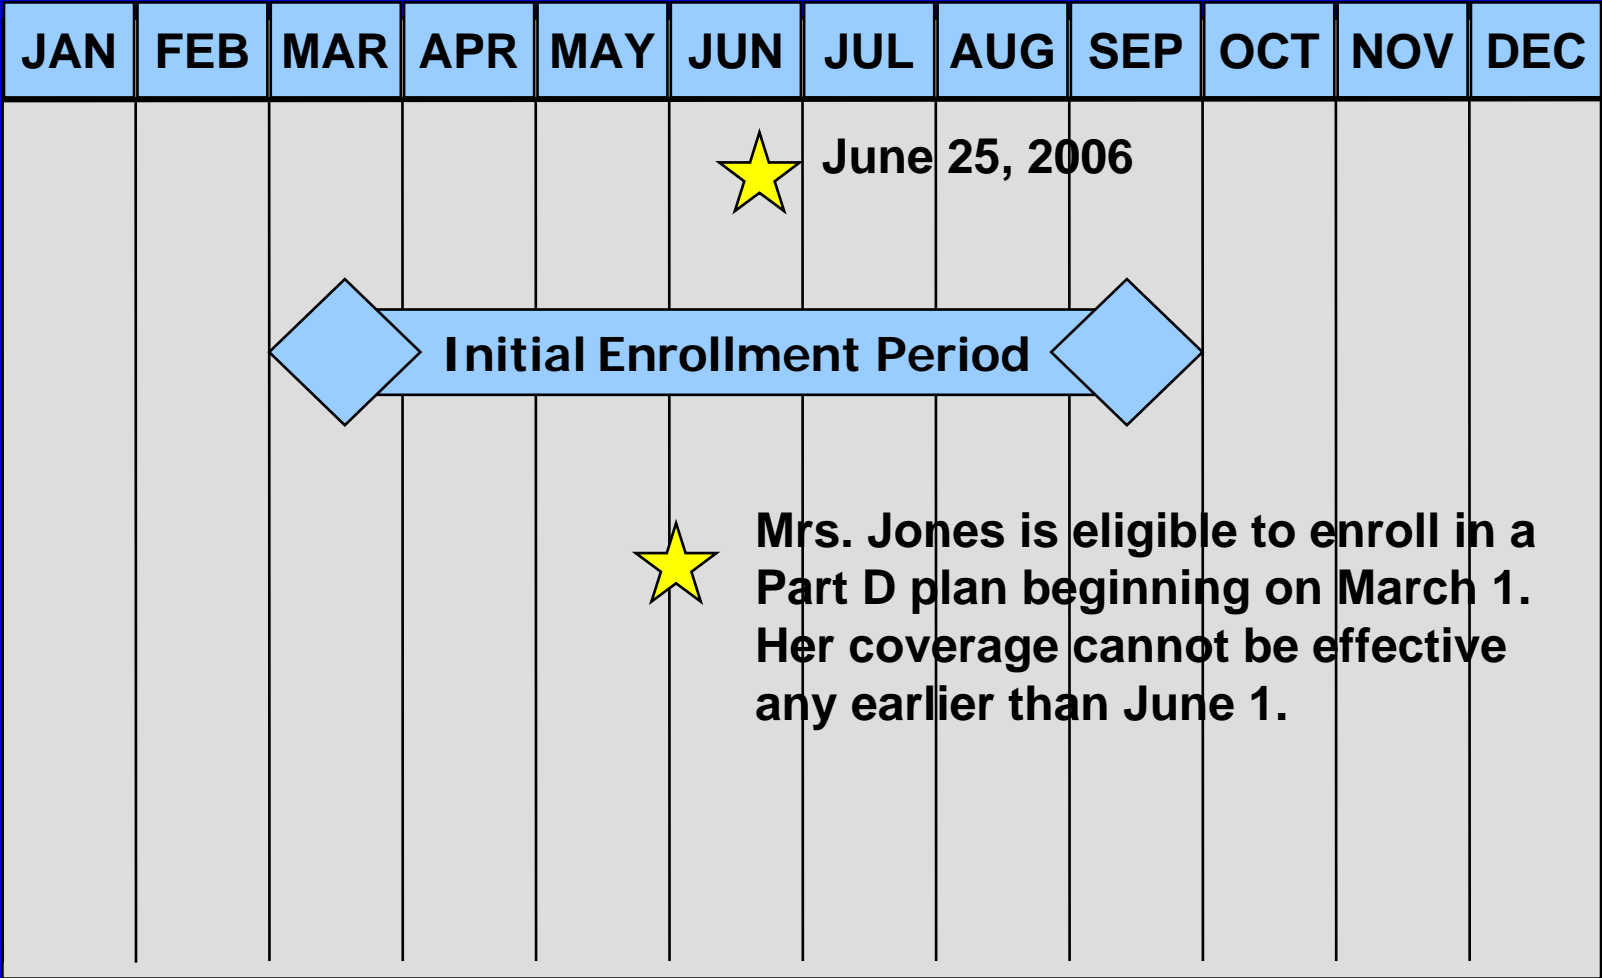 JAN FEB MAR APR MAY JUN JUL AUG SEP OCT NOV DEC
June 25, 2006
Initial Enrollment Period
Mrs. Jones is eligible to enroll in a
Part D plan beginning on March 1.
Her coverage cannot be effective
any earlier than June 1.